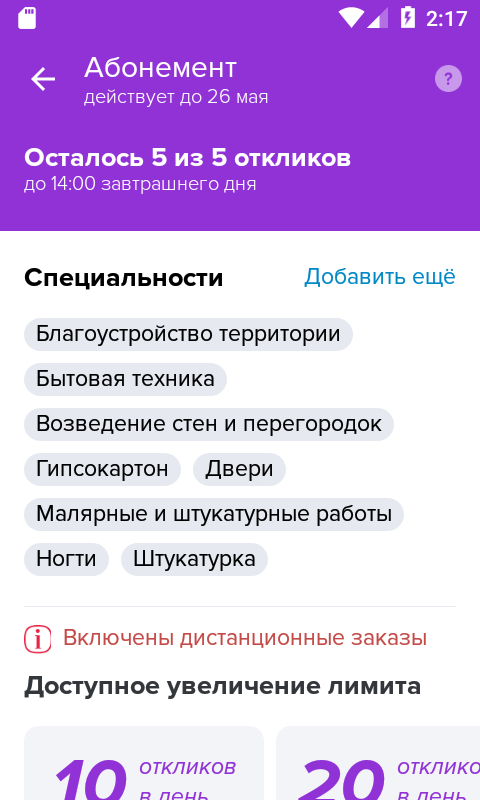 2:17
Абонемент
действует до 26 мая
?
Осталось 5 из 5 откликов
до 14:00 завтрашнего дня
Специальности
Добавить ещё
Благоустройство территории
Бытовая техника
Возведение стен и перегородок
Гипсокартон
Двери
Малярные и штукатурные работы
Ногти
Штукатурка
Включены дистанционные заказы
Доступное увеличение лимита
10 откликов
в день
20 отклико
в день